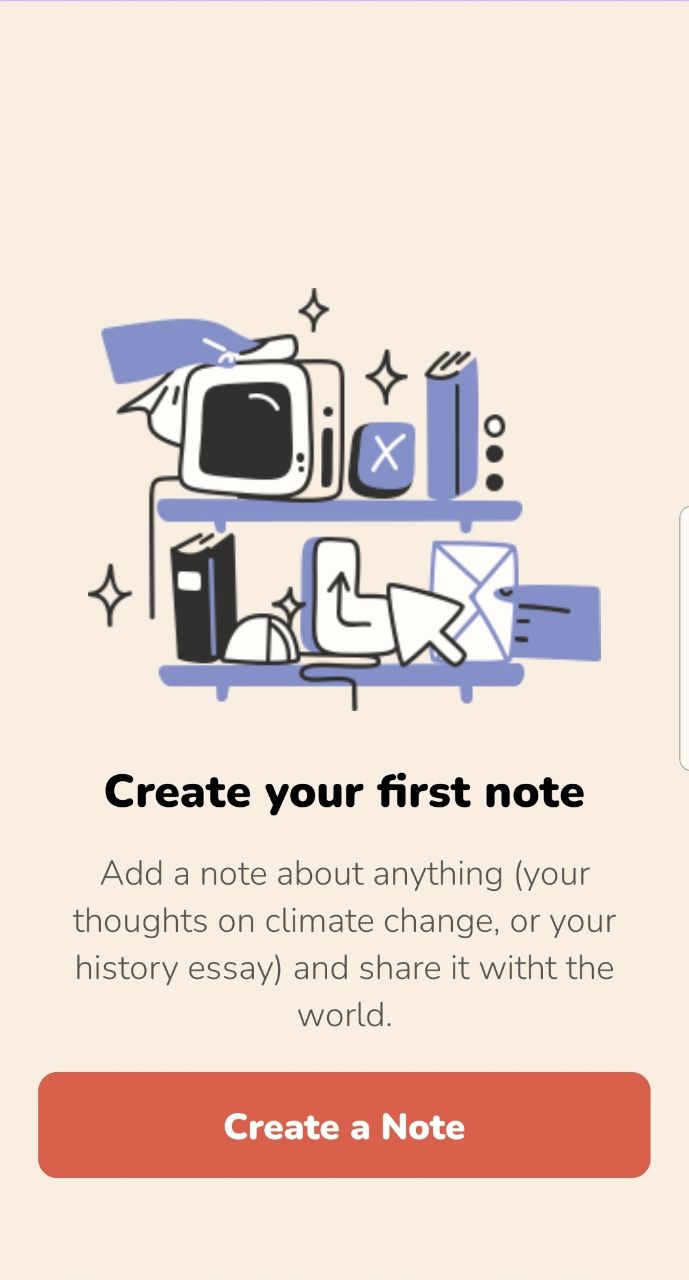 X
Create your first note
Add a note about anything (your
thoughts on climate change, or your
history essay) and share it witht the
world.
Create a Note